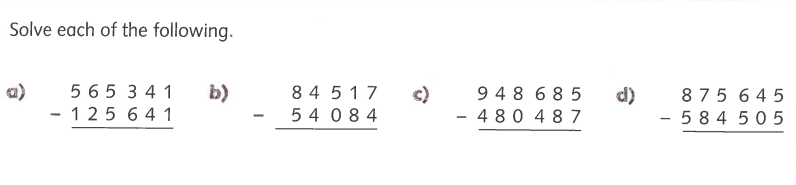 Solve each of the following.
a) 565 341 b) 84 517 c) 948 685 d) 875 645
- 125 641 - 54 084 - 480 487 - 584 505